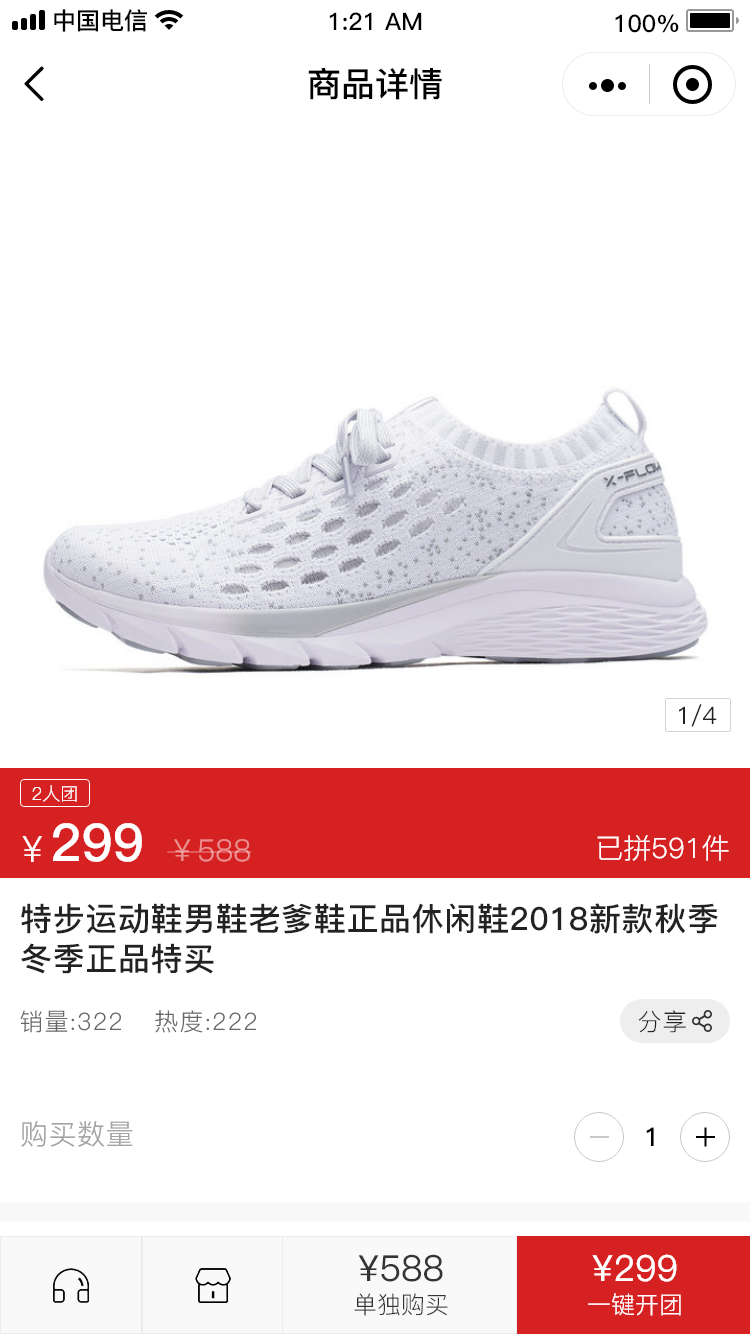 中国电信 1:21 AM 100%
商品详情
X-FLOW
1/4
2人团
¥ 299 ¥588 已拼591件
特步运动鞋男鞋老爹鞋正品休闲鞋2018新款秋季
冬季正品特买
销量:322 热度:222 分享
购买数量 1
¥588 ¥299
单独购买 一键开团